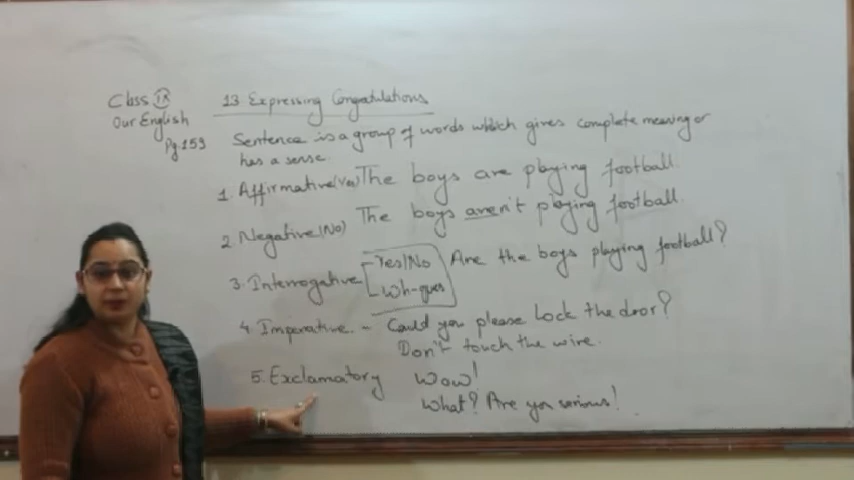 Class IX
Our English
Pg.159
13 Expressing Congatulations
Sentence is a group of words which gives complete meaning or
has a sense.
1. Affirmative(Yes) The boys are playing football.
2. Negative(No) The boys aren't playing football.
3. Interrogative Yes/No Are the boys playing football?
Wh-ques
4. Imperative - Could you please lock the door?
Don't touch the wire.
5. Exclamatory Wow!
What? Are you serious!